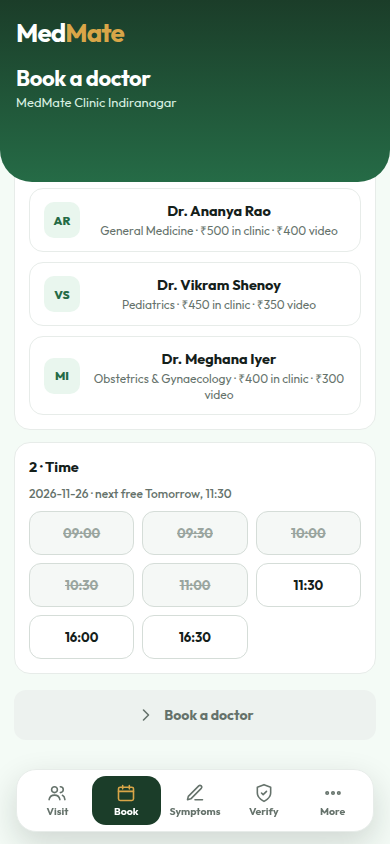 MedMate
Book a doctor
MedMate Clinic Indiranagar
AR
Dr. Ananya Rao
General Medicine · ₹500 in clinic · ₹400 video
VS
Dr. Vikram Shenoy
Pediatrics · ₹450 in clinic · ₹350 video
MI
Dr. Meghana Iyer
Obstetrics & Gynaecology · ₹400 in clinic · ₹300
video
2 · Time
2026-11-26 · next free Tomorrow, 11:30
09:00 09:30 10:00
10:30 11:00 11:30
16:00 16:30
Book a doctor
Visit Book Symptoms Verify More